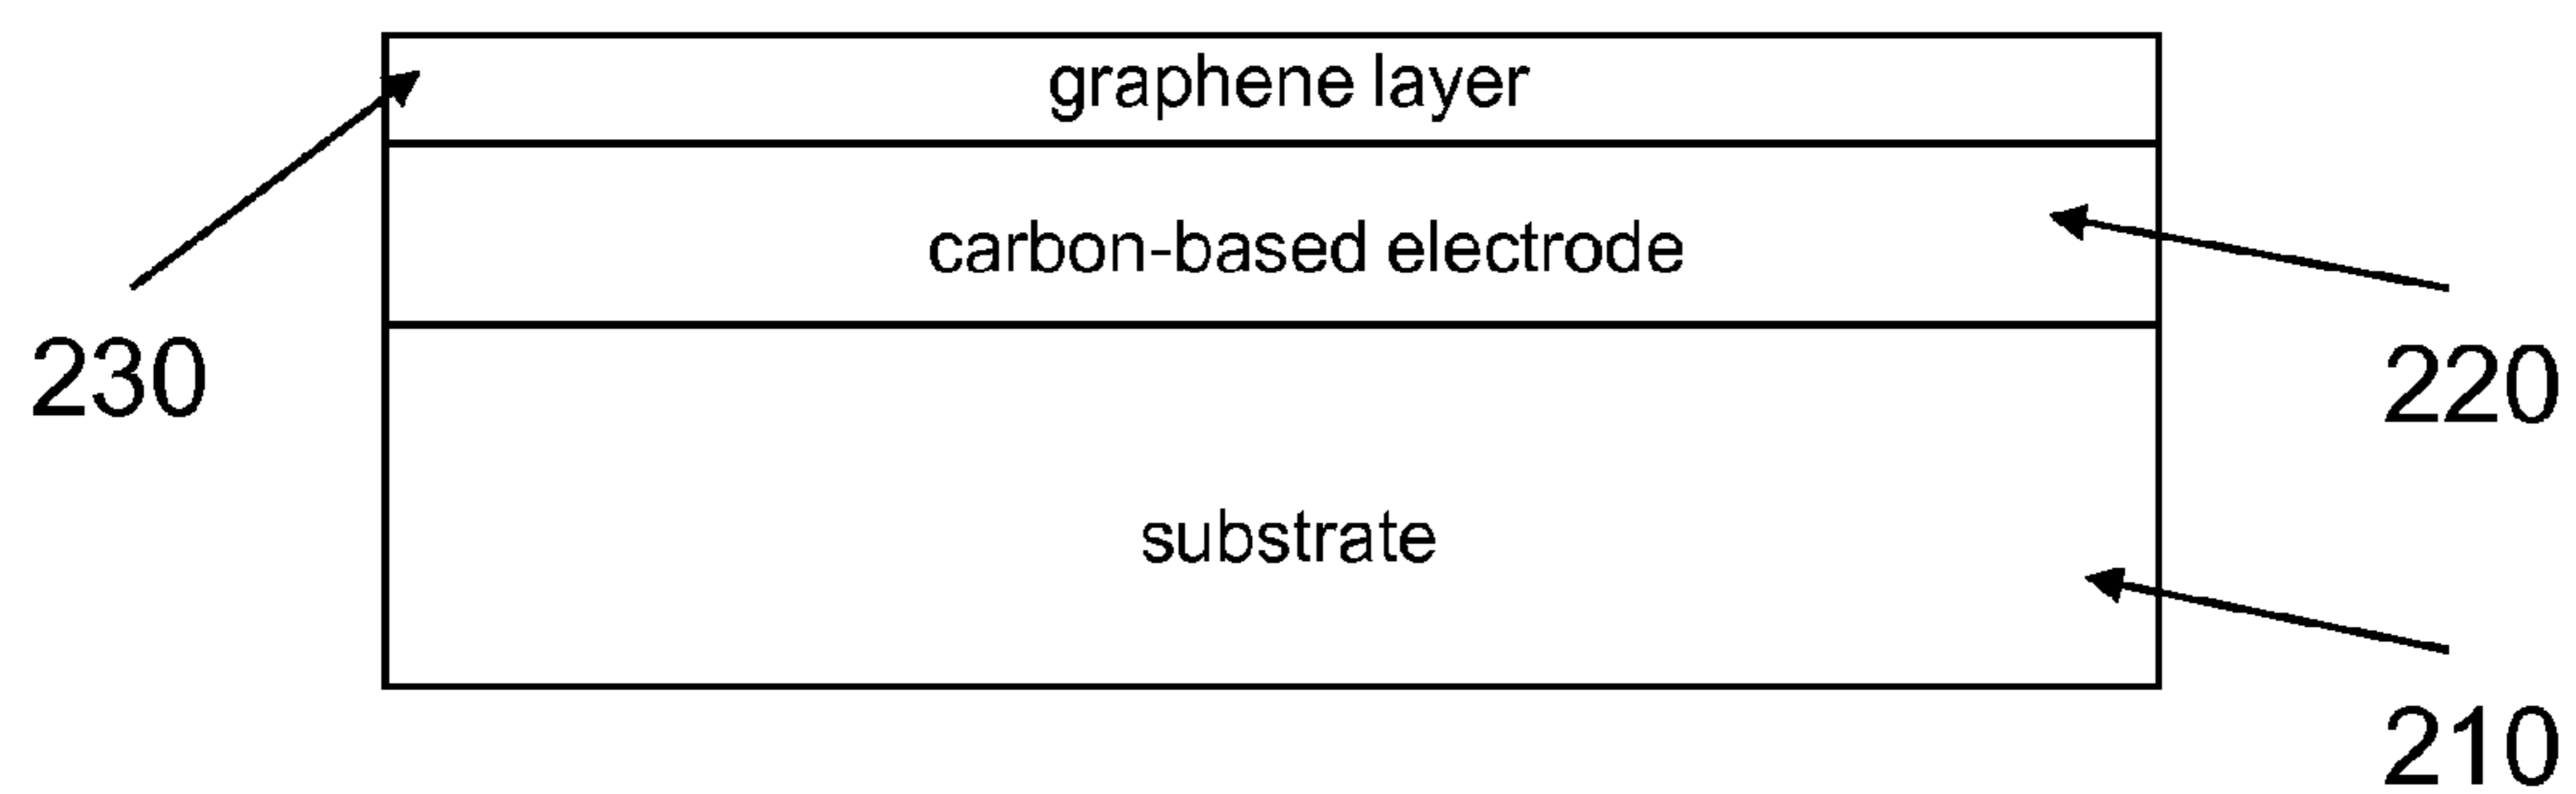 graphene layer
carbon-based electrode
230
220
substrate
210